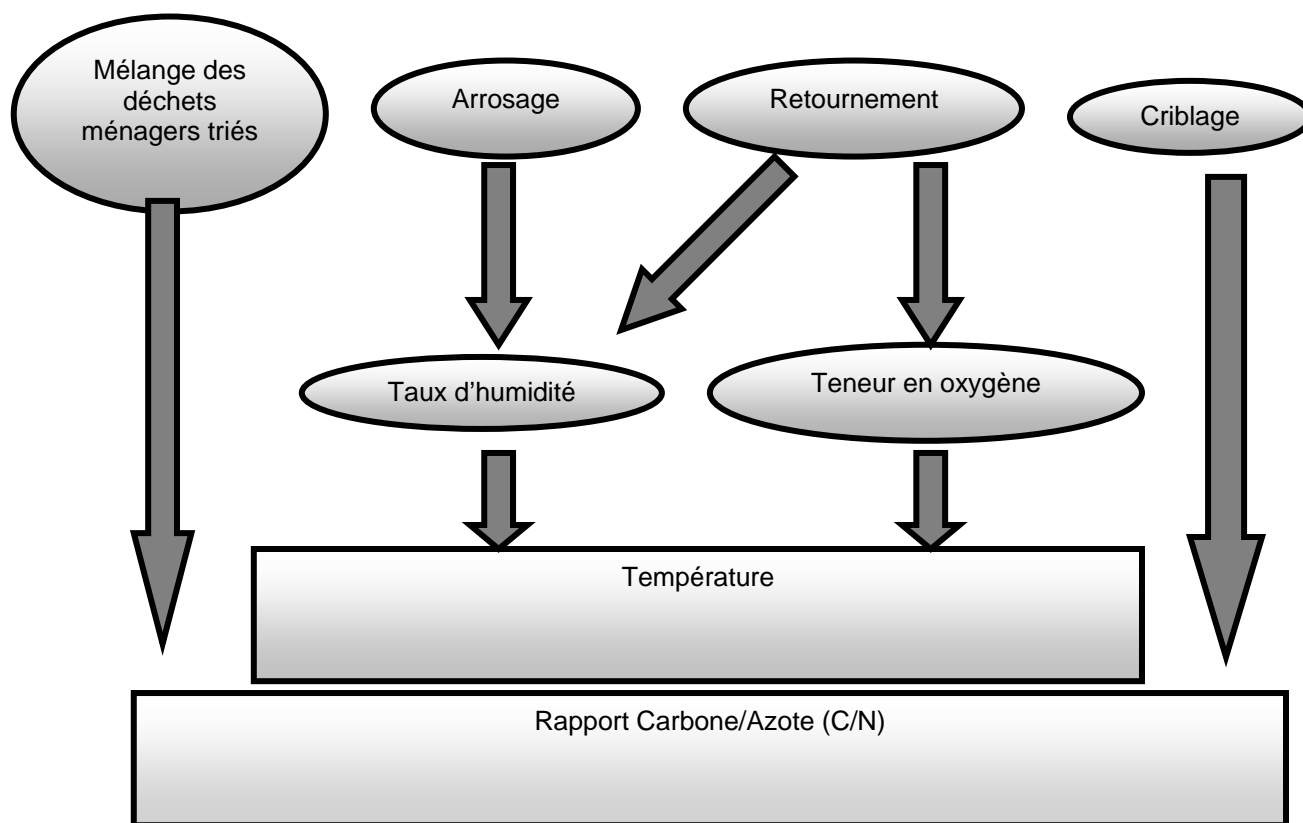 Mélange des
déchets
ménagers triés
Arrosage
Retournement
Criblage
Taux d’humidité
Teneur en oxygène
Température
Rapport Carbone/Azote (C/N)